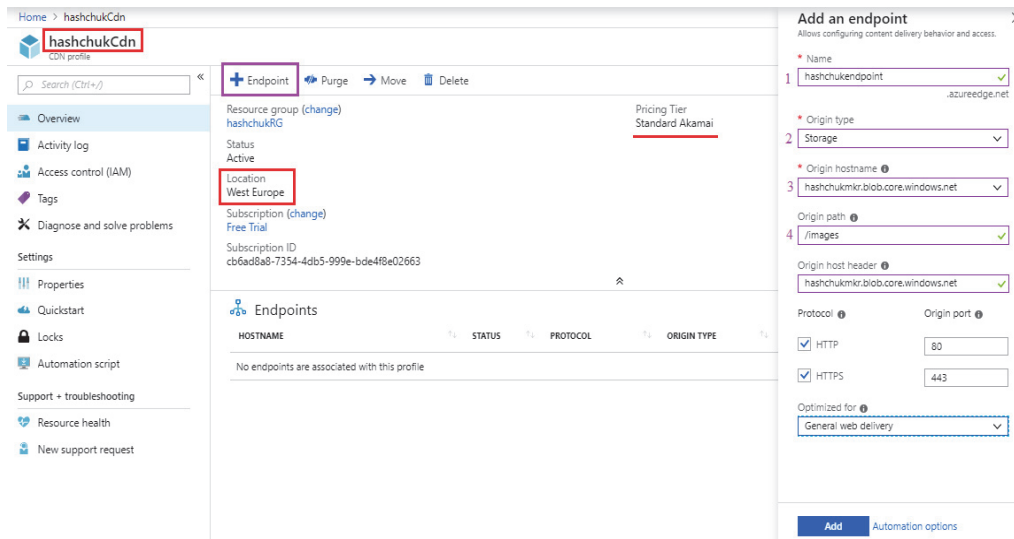 Home > hashchukCdn
hashchukCdn
CDN profile
Search (Ctrl+/)
«
Overview
Activity log
Access control (IAM)
Tags
Diagnose and solve problems
Settings
Properties
Quickstart
Locks
Automation script
Support + troubleshooting
Resource health
New support request
Endpoint Purge Move Delete
Resource group (change)
hashchukRG
Status
Active
Location
West Europe
Subscription (change)
Free Trial
Subscription ID
cb6ad8a8-7354-4db5-999e-bde4f8e02663
Pricing Tier
Standard Akamai
Endpoints
HOSTNAME STATUS PROTOCOL ORIGIN TYPE
No endpoints are associated with this profile
Add an endpoint
Allows configuring content delivery behavior and access.
* Name
1 hashchukendpoint
.azureedge.net
* Origin type
2 Storage
* Origin hostname
3 hashchukmkr.blob.core.windows.net
Origin path
4 /images
Origin host header
hashchukmkr.blob.core.windows.net
Protocol Origin port
HTTP 80
HTTPS 443
Optimized for
General web delivery
Add Automation options